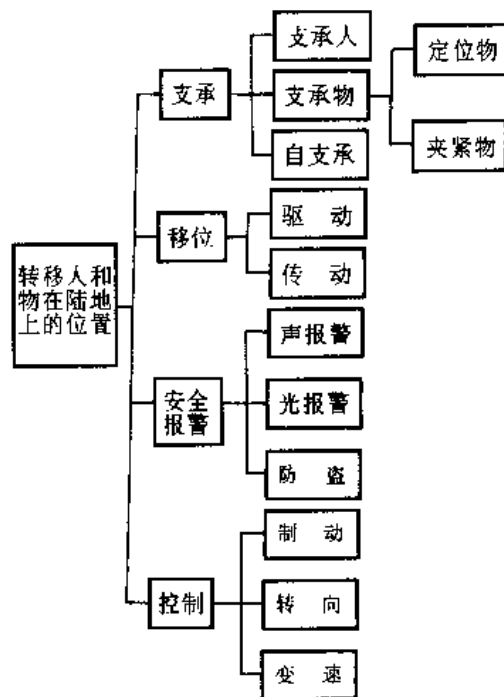 支承人
支承
支承物
定位物
自支承
夹紧物
移位
驱动
传动
转移人和
物在陆地
上的位置
声报警
安全
报警
光报警
防盗
制动
控制
转向
变速